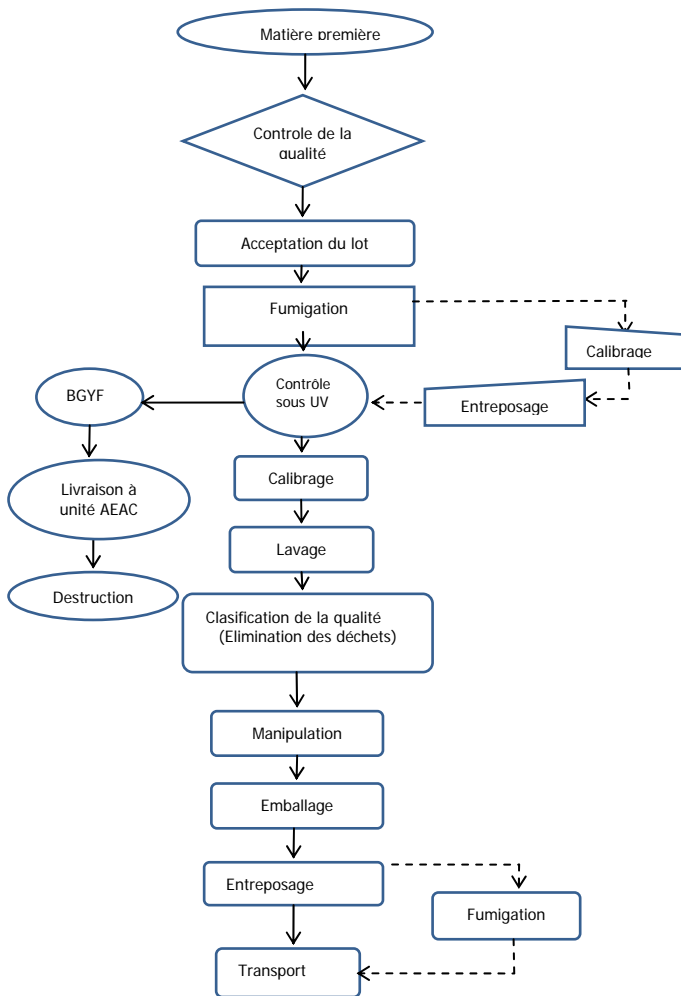 Matière première
Controle de la
qualité
Acceptation du lot
Fumigation
Calibrage
Entreposage
Contrôle
sous UV
BGYF
Livraison à
unité AEAC
Destruction
Calibrage
Lavage
Clasification de la qualité
(Elimination des déchets)
Manipulation
Emballage
Entreposage
Fumigation
Transport